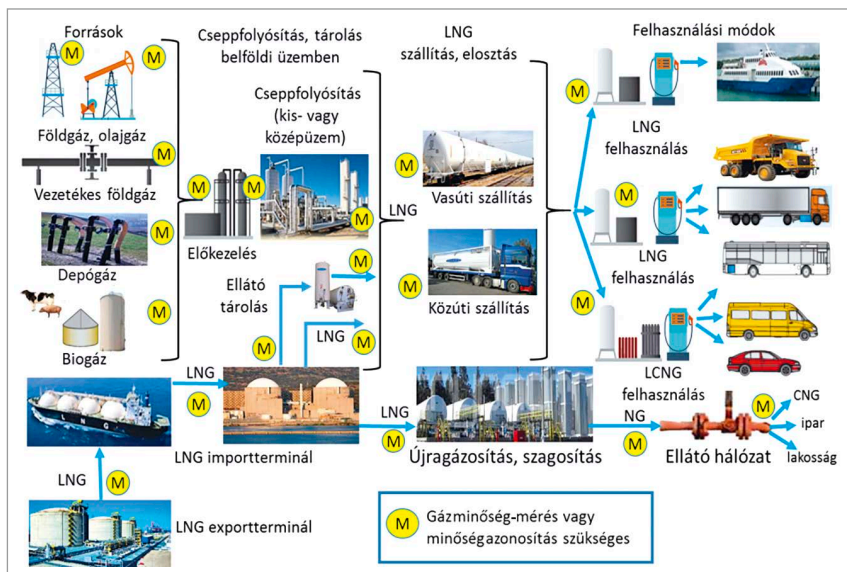 Források
M
M
Földgáz, olajgáz
M
Vezetékes földgáz
M
Depógáz
M
Biogáz
Cseppfolyósítás, tárolás
belföldi üzemben
Cseppfolyósítás
(kis- vagy
középüzem)
M
M
M
Előkezelés
LNG
Ellátó
tárolás
M
M
LNG
M
LNG
szállítás, elosztás
M
Vasúti szállítás
M
Közúti szállítás
Felhasználási módok
M
LNG
felhasználás
M
LNG
felhasználás
M
LCNG
felhasználás
LNG
M
L N G
LNG importterminál
LNG
M
Újragázosítás, szagosítás
NG
M
M
CNG
ipar
lakosság
Ellátó hálózat
LNG
M
LNG exportterminál
M
Gázminőség-mérés vagy
minőségazonosítás szükséges